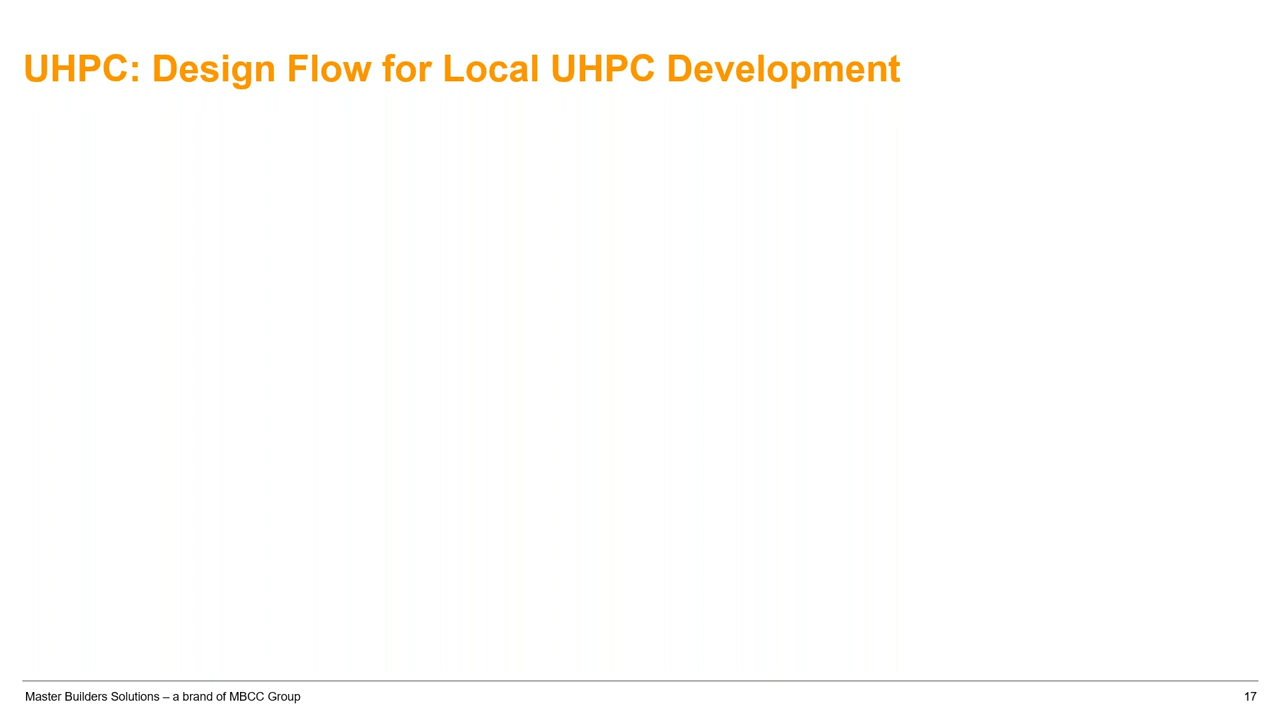 UHPC: Design Flow for Local UHPC Development
Master Builders Solutions – a brand of MBCC Group
17